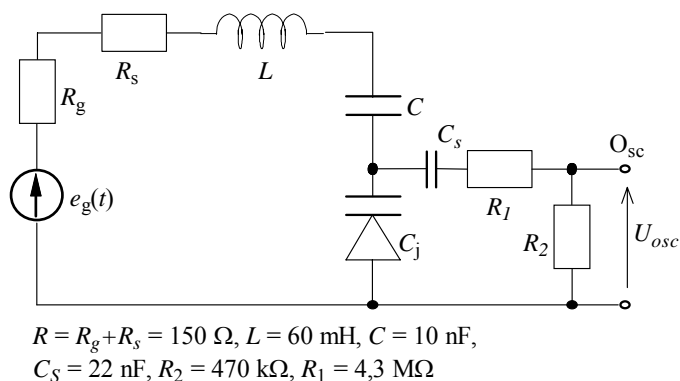 R_s
L
R_g
C
C_s
O_sc
e_g(t)
R_1
C_j
R_2
U_osc
R = R_g+R_s = 150 Ω, L = 60 mH, C = 10 nF,
C_S = 22 nF, R_2 = 470 kΩ, R_1 = 4,3 MΩ